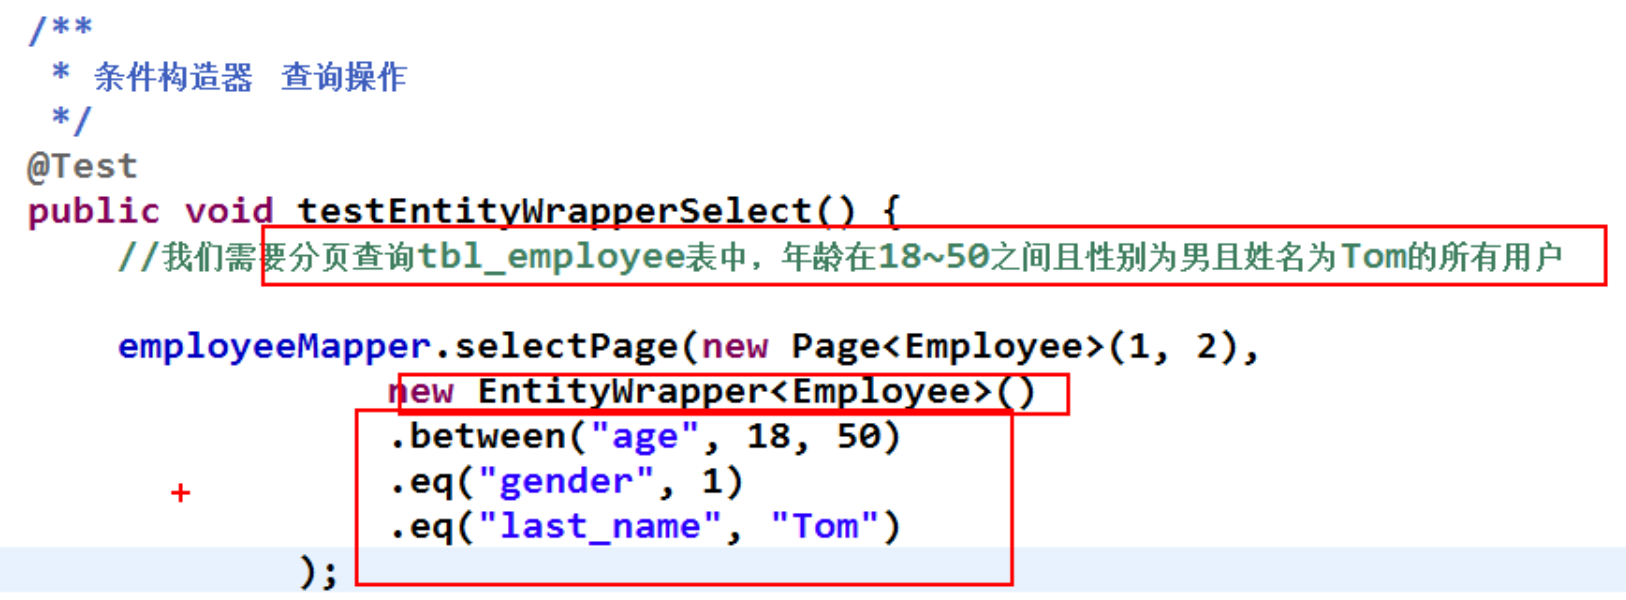 /**
 * 条件构造器  查询操作
 */
@Test
public void testEntityWrapperSelect() {
//我们需要分页查询tbl_employee表中，年龄在18~50之间且性别为男且姓名为Tom的所有用户
employeeMapper.selectPage(new Page<Employee>(1, 2),
new EntityWrapper<Employee>()
.between("age", 18, 50)
.eq("gender", 1)
.eq("last_name", "Tom")
);